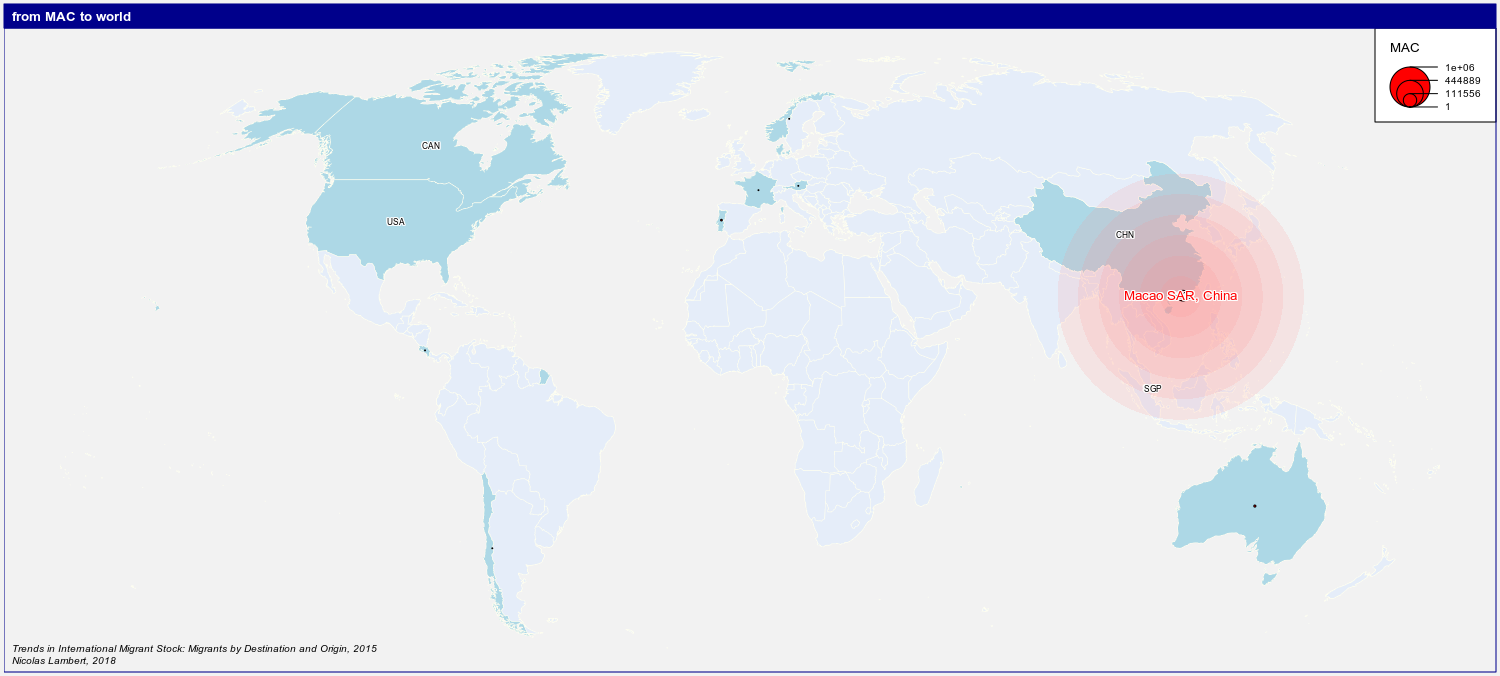 from MAC to world
MAC
1e+06
444889
111556
1
CAN
USA
CHN
Macao SAR, China
SGP
Trends in International Migrant Stock: Migrants by Destination and Origin, 2015
Nicolas Lambert, 2018